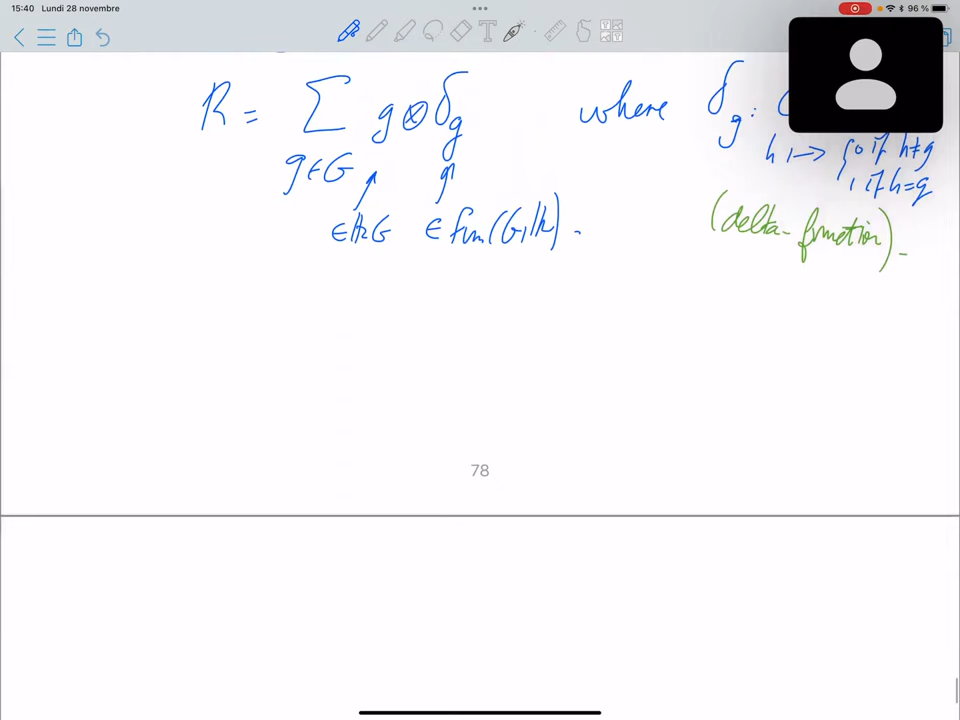 15:40 Lundi 28 novembre 96 %
R = ∑ g ⊗ δ_g where δ_g :
g∈G h ↦ { 0 if h≠g
1 if h=g
∈ kG ∈ Fun(G, k). (delta-function).
78